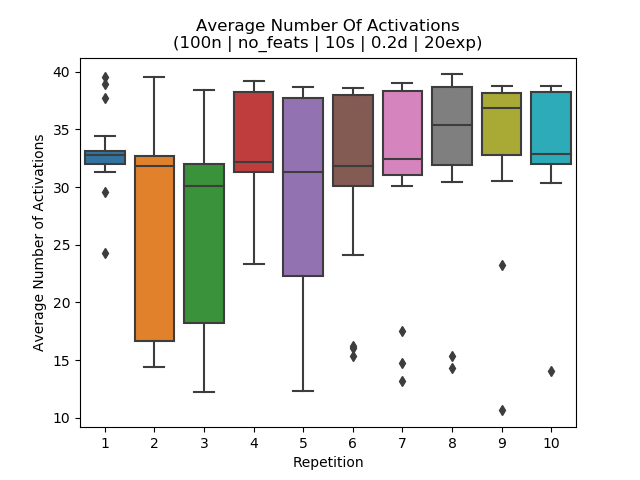 Average Number Of Activations
(100n | no_feats | 10s | 0.2d | 20exp)
Average Number of Activations
40
35
30
25
20
15
10
1 2 3 4 5 6 7 8 9 10
Repetition